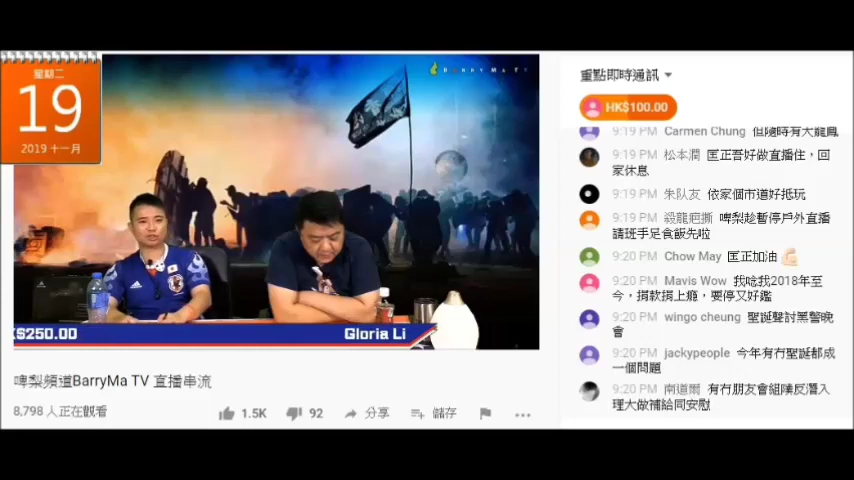 星期二
19
2019 十一月
BARRYMA TV
$250.00
Gloria Li
啤梨頻道BarryMa TV 直播串流
8,798 人正在觀看
1.5K
92
分享
儲存
重點即時通訊
HK$100.00
9:19 PM Carmen Chung 但隨時有大龍鳳
9:19 PM 松本潤 匡正吾好做直播住，回
家休息
9:19 PM 朱队友 依家個市道好抵玩
9:19 PM 殺龍疤撕 啤梨趁暫停戶外直播
請班手足食飯先啦
9:20 PM Chow May 匡正加油
9:20 PM Mavis Wow 我唸我2018年至
今，捐款捐上癮，要停又好鑑
9:20 PM wingo cheung 聖誕聲討黑警晚
會
9:20 PM jackypeople 今年有冇聖誕都成
一個問題
9:20 PM 南道爾 有冇朋友會組隊反潛入
理大做補給同安慰